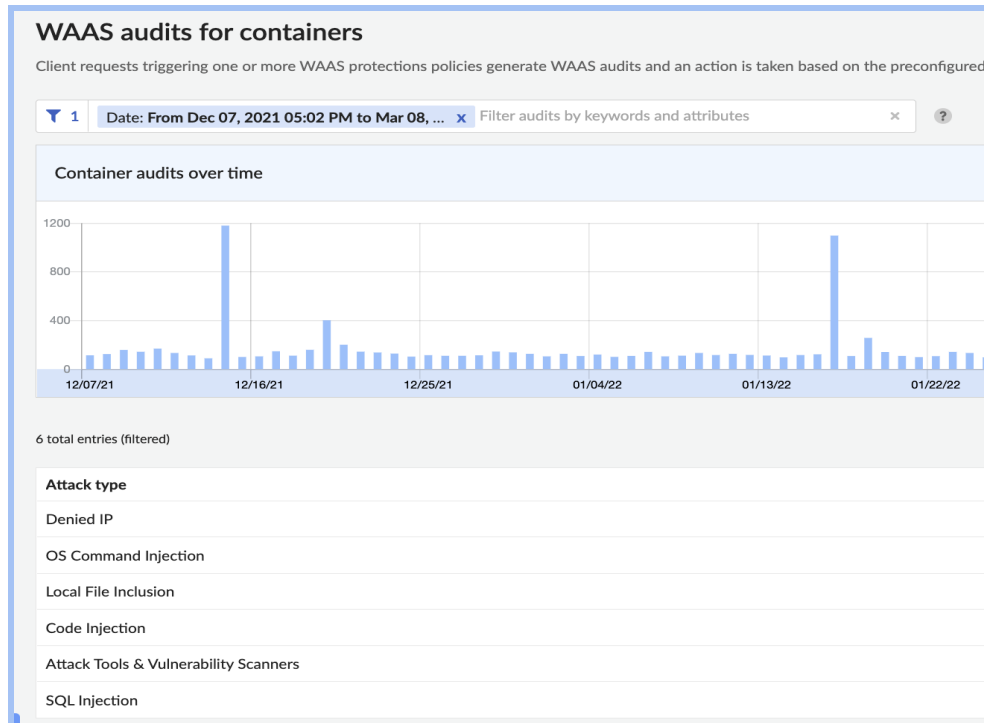 WAAS audits for containers
Client requests triggering one or more WAAS protections policies generate WAAS audits and an action is taken based on the preconfigured
1 Date: From Dec 07, 2021 05:02 PM to Mar 08, ... x Filter audits by keywords and attributes × ?
Container audits over time
1200
800
400
0
12/07/21 12/16/21 12/25/21 01/04/22 01/13/22 01/22/22
6 total entries (filtered)
Attack type
Denied IP
OS Command Injection
Local File Inclusion
Code Injection
Attack Tools & Vulnerability Scanners
SQL Injection